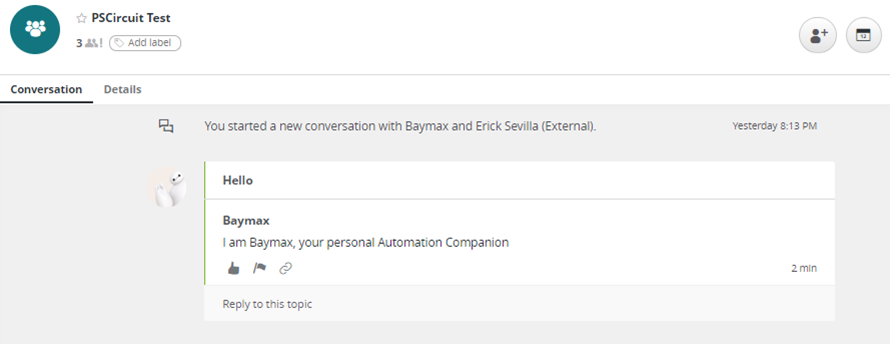 PSCircuit Test
3
Add label
12
Conversation Details
You started a new conversation with Baymax and Erick Sevilla (External). Yesterday 8:13 PM
Hello
Baymax
I am Baymax, your personal Automation Companion
2 min
Reply to this topic